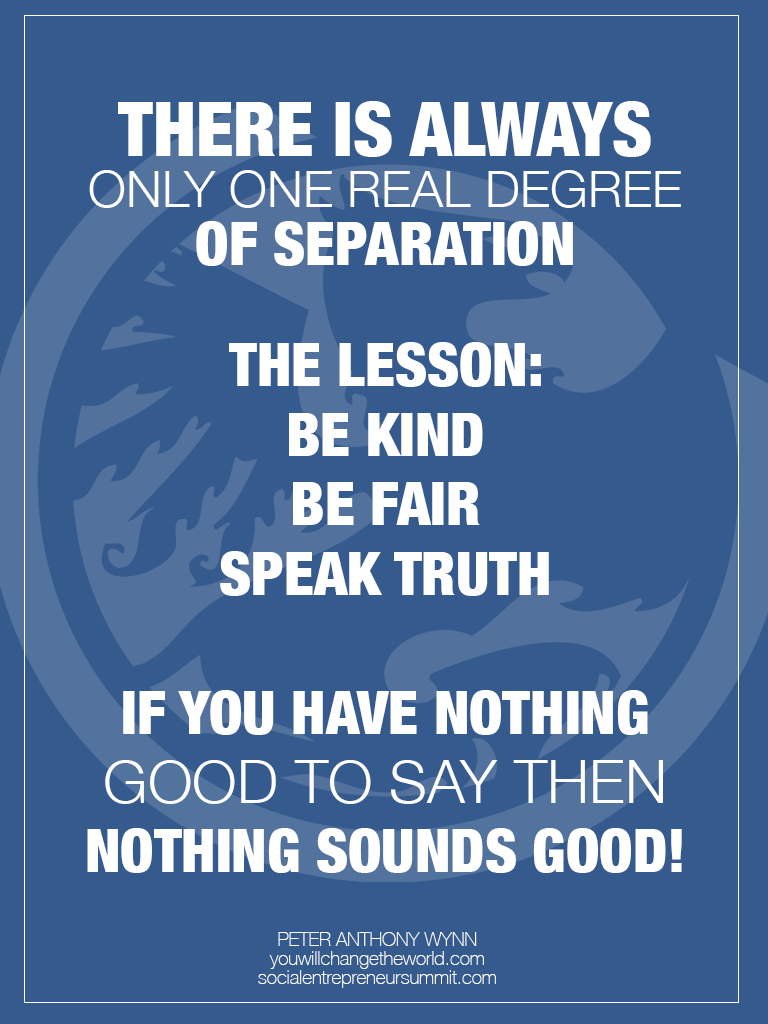 THERE IS ALWAYS
ONLY ONE REAL DEGREE
OF SEPARATION
THE LESSON:
BE KIND
BE FAIR
SPEAK TRUTH
IF YOU HAVE NOTHING
GOOD TO SAY THEN
NOTHING SOUNDS GOOD!
PETER ANTHONY WYNN
youwillchangetheworld.com
socialentrepreneursummit.com